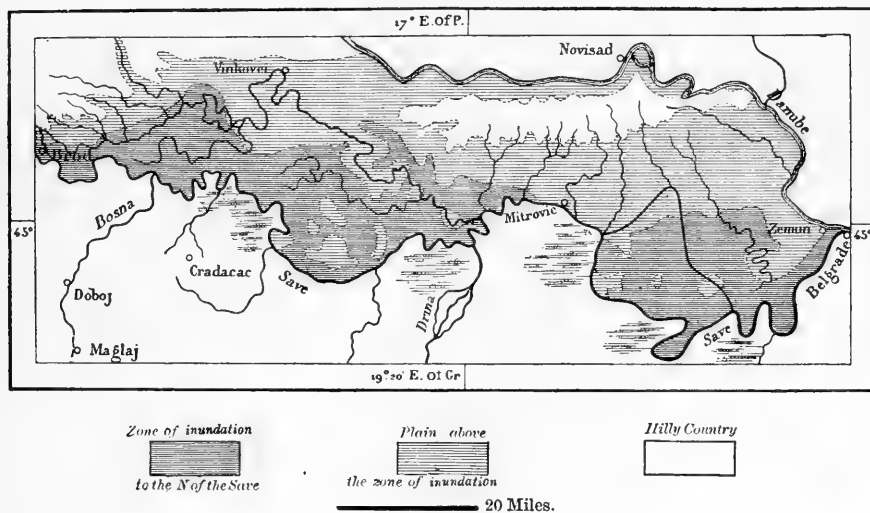 17° E. of P.
Novisad
Vinkovci
Danube
Brod
Bosna
45°
Mitrovic
Zemun
45°
Belgrade
Save
Cradacac
Drina
Doboj
Save
Maglaj
19° 20' E. of Gr
Zone of inundation
to the N of the Save
Plain above
the zone of inundation
Hilly Country
20 Miles.